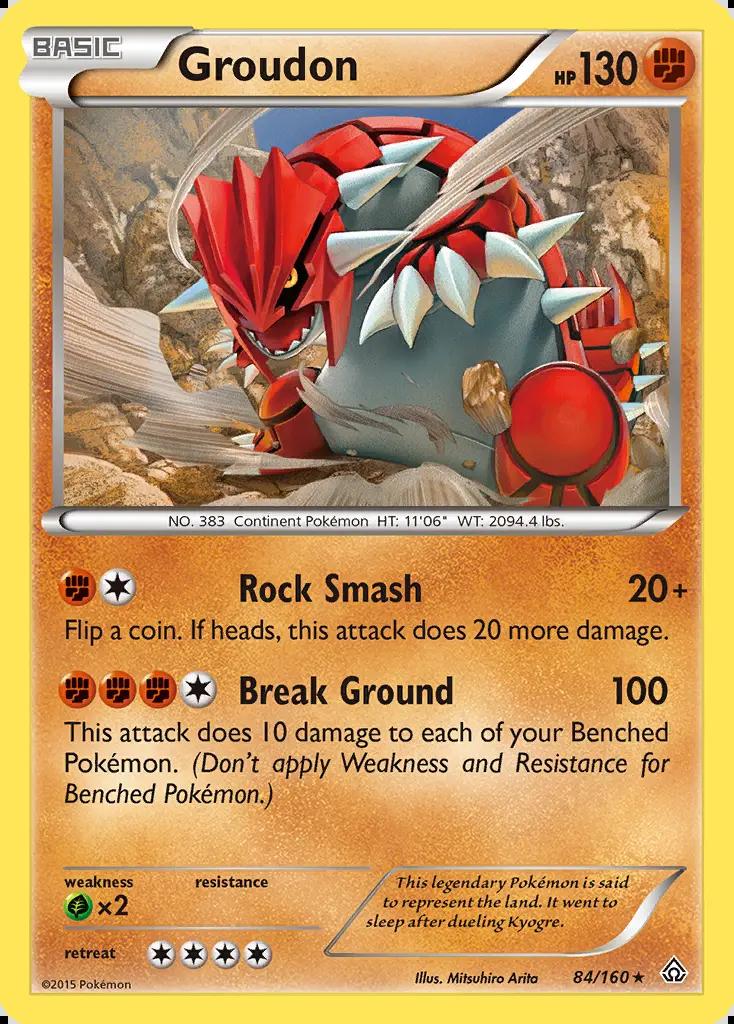 BASIC
Groudon
HP 130
NO. 383 Continent Pokémon HT: 11'06" WT: 2094.4 lbs.
Rock Smash 20+
Flip a coin. If heads, this attack does 20 more damage.
Break Ground 100
This attack does 10 damage to each of your Benched
Pokémon. (Don't apply Weakness and Resistance for
Benched Pokémon.)
weakness resistance
×2
This legendary Pokémon is said
to represent the land. It went to
sleep after dueling Kyogre.
retreat
©2015 Pokémon
Illus. Mitsuhiro Arita
84/160 ★